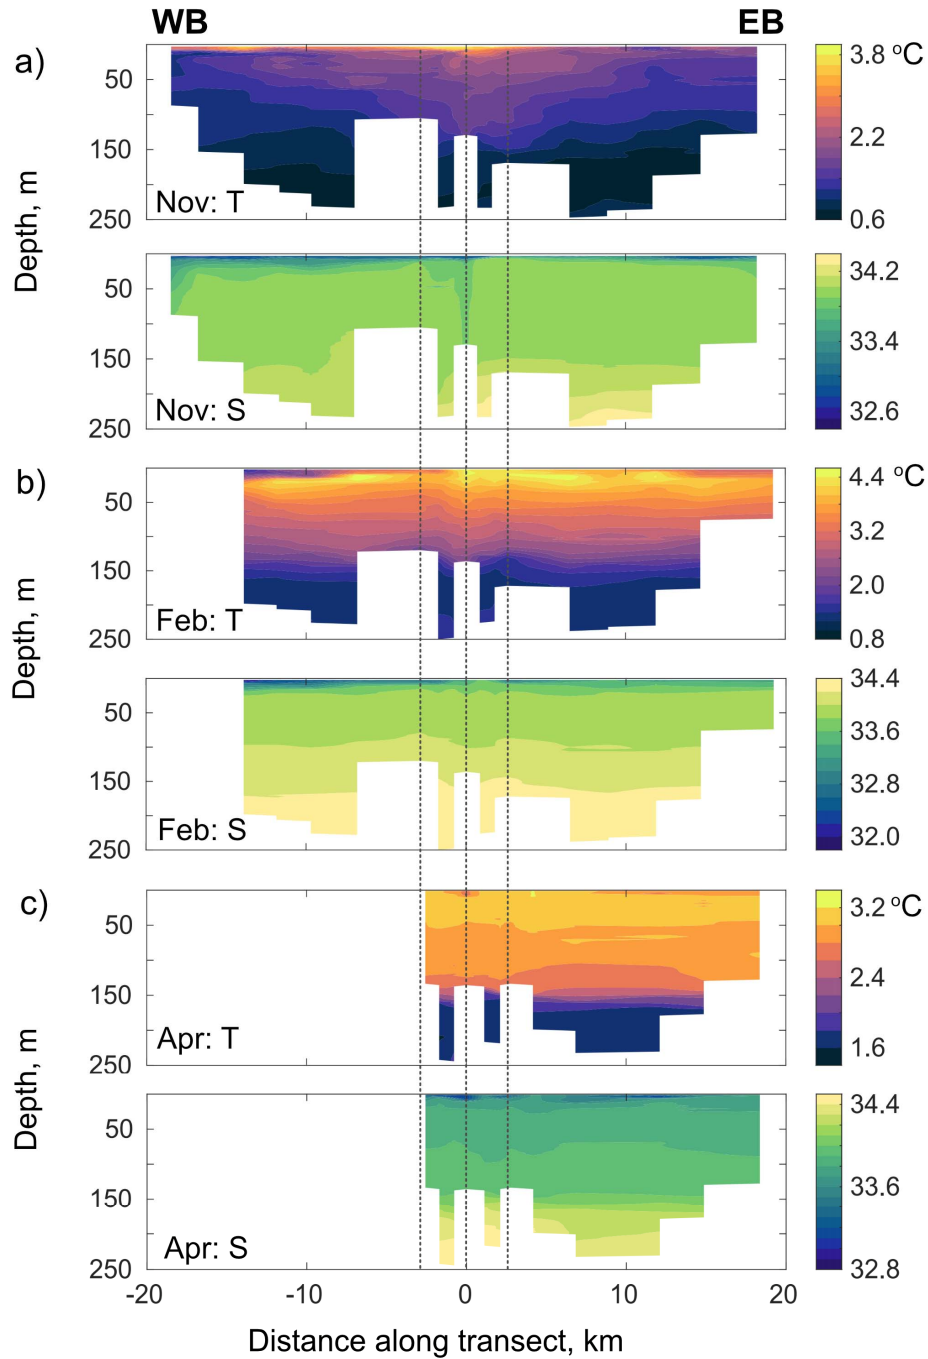 WB EB
a)
50
150
250
Nov: T
3.8 °C
2.2
0.6
Depth, m
50
150
250
Nov: S
34.2
33.4
32.6
b)
50
150
250
Feb: T
4.4 °C
3.2
2.0
0.8
Depth, m
50
150
250
Feb: S
34.4
33.6
32.8
32.0
c)
50
150
250
Apr: T
3.2 °C
2.4
1.6
Depth, m
50
150
250
Apr: S
34.4
33.6
32.8
-20 -10 0 10 20
Distance along transect, km